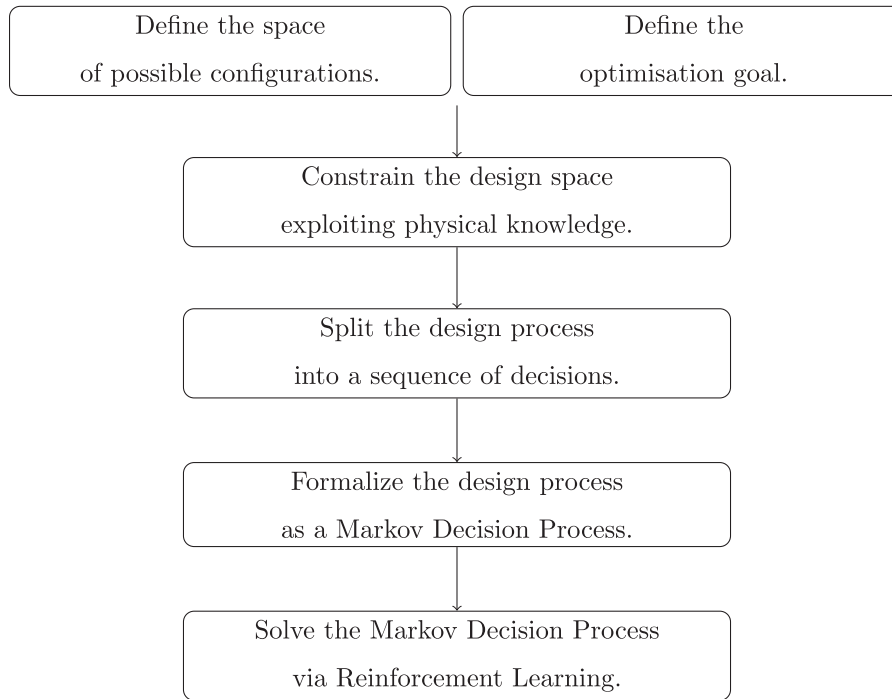 Define the space
of possible configurations.
Define the
optimisation goal.
Constrain the design space
exploiting physical knowledge.
Split the design process
into a sequence of decisions.
Formalize the design process
as a Markov Decision Process.
Solve the Markov Decision Process
via Reinforcement Learning.